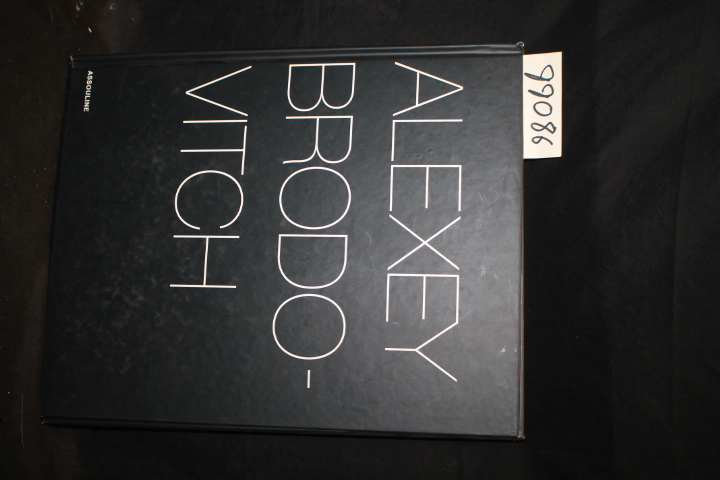 ALEXEY
BRODO-
VITCH
ASSOULINE
99086